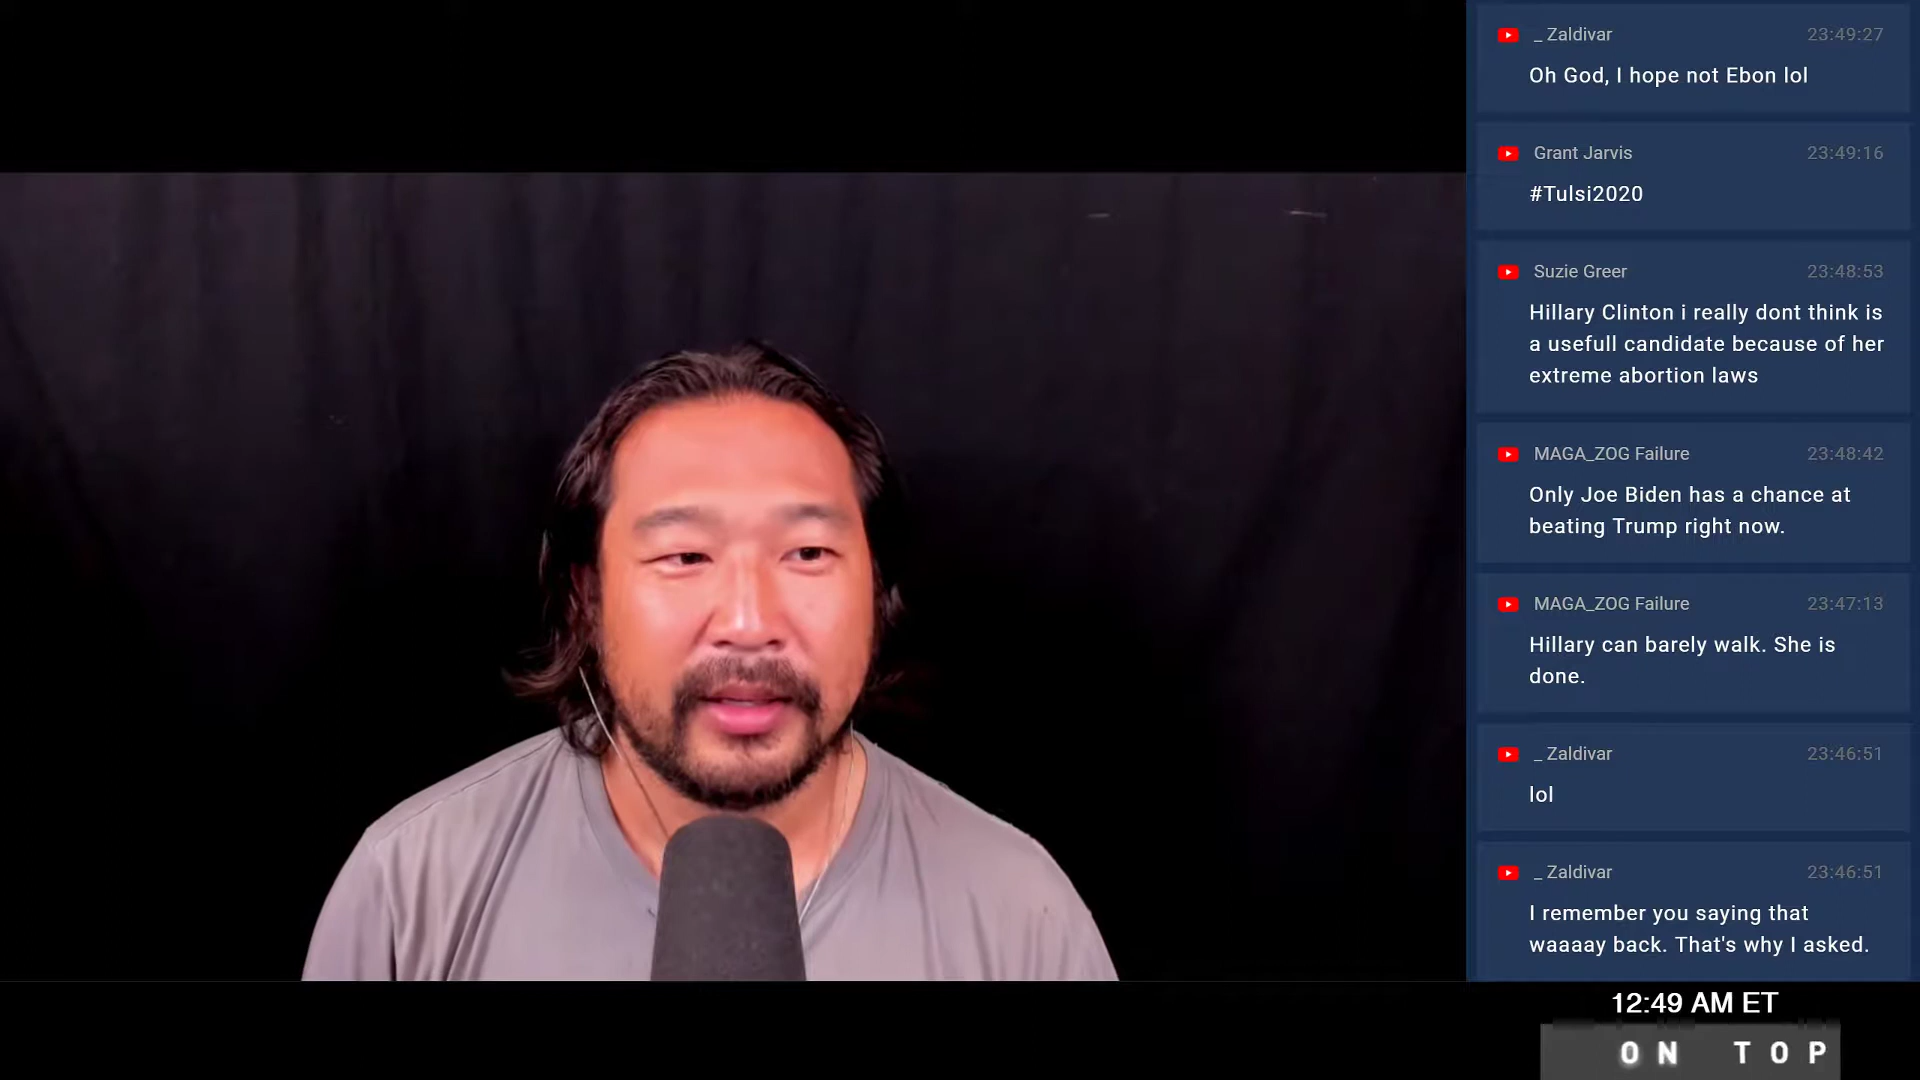 _ Zaldivar 23:49:27
Oh God, I hope not Ebon lol
Grant Jarvis 23:49:16
#Tulsi2020
Suzie Greer 23:48:53
Hillary Clinton i really dont think is
a usefull candidate because of her
extreme abortion laws
MAGA_ZOG Failure 23:48:42
Only Joe Biden has a chance at
beating Trump right now.
MAGA_ZOG Failure 23:47:13
Hillary can barely walk. She is
done.
_ Zaldivar 23:46:51
lol
_ Zaldivar 23:46:51
I remember you saying that
waaaay back. That's why I asked.
12:49 AM ET
ON TOP